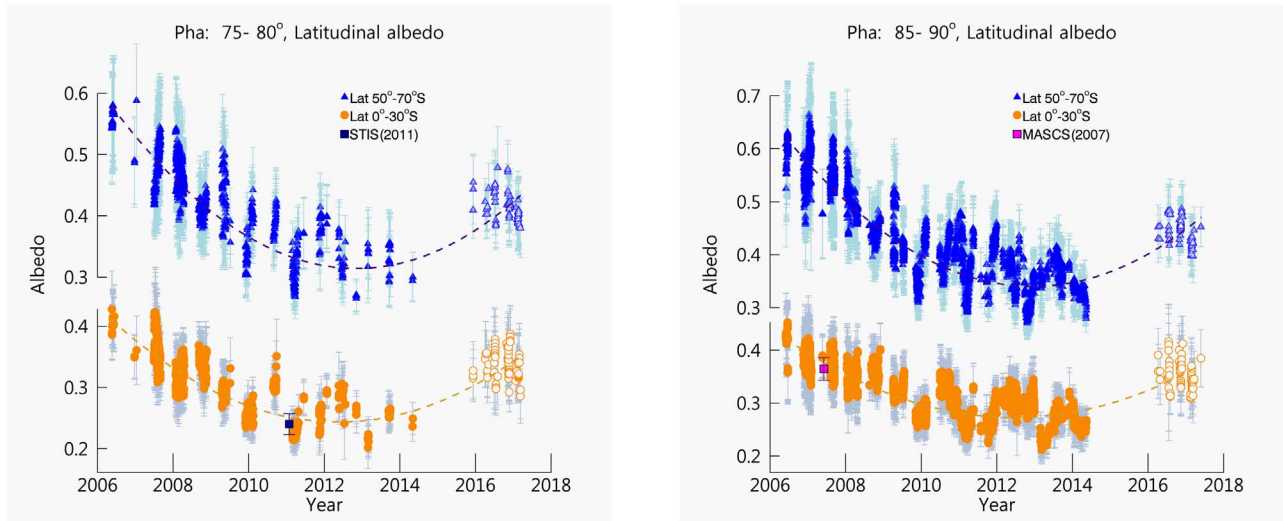 Pha: 75- 80°, Latitudinal albedo
Lat 50°-70°S
Lat 0°-30°S
STIS(2011)
Albedo
0.6
0.5
0.4
0.3
0.4
0.3
0.2
2006 2008 2010 2012 2014 2016 2018
Year
Pha: 85- 90°, Latitudinal albedo
Lat 50°-70°S
Lat 0°-30°S
MASCS(2007)
Albedo
0.7
0.6
0.5
0.4
0.3
0.4
0.3
0.2
2006 2008 2010 2012 2014 2016 2018
Year